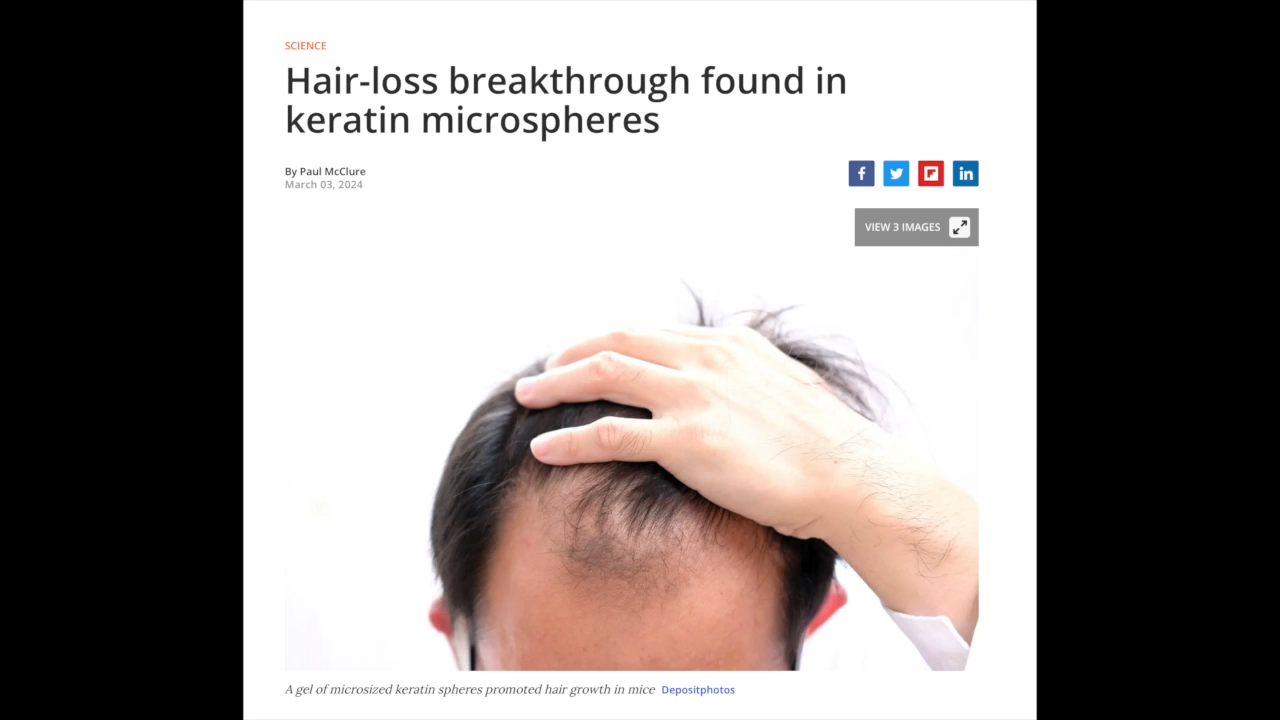 SCIENCE
Hair-loss breakthrough found in
keratin microspheres
By Paul McClure
March 03, 2024
f
in
VIEW 3 IMAGES
A gel of microsized keratin spheres promoted hair growth in mice Depositphotos